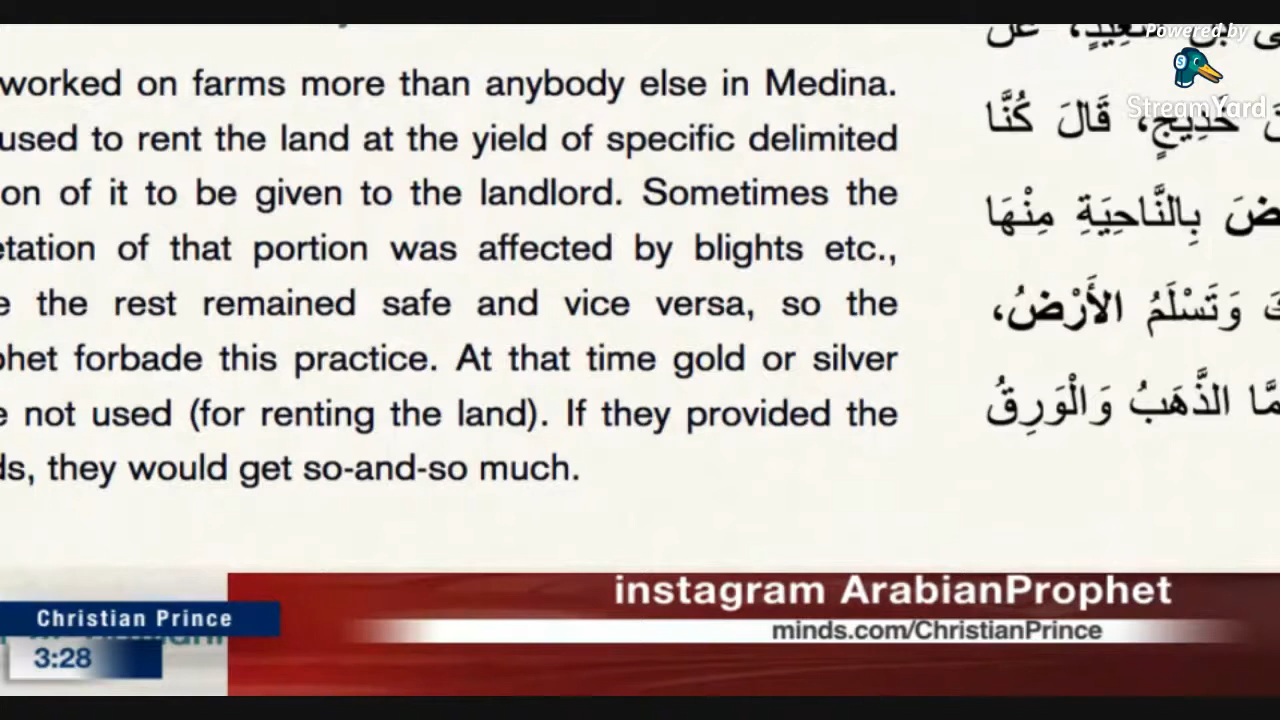 Powered by
StreamYard
worked on farms more than anybody else in Medina.
used to rent the land at the yield of specific delimited
on of it to be given to the landlord. Sometimes the
etation of that portion was affected by blights etc.,
e the rest remained safe and vice versa, so the
phet forbade this practice. At that time gold or silver
e not used (for renting the land). If they provided the
ds, they would get so-and-so much.
خَدِيجٍ، قَالَ كُنَّا
ضَ بِالنَّاحِيَةِ مِنْهَا
وَتَسْلَمُ الأَرْضُ،
مَّا الذَّهَبُ وَالْوَرِقُ
instagram ArabianProphet
minds.com/ChristianPrince
Christian Prince
3:28